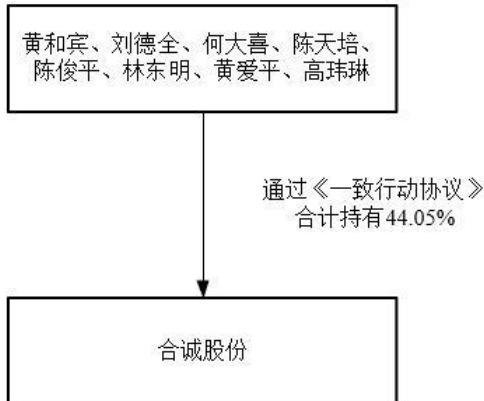 黄和宾、刘德全、何大喜、陈天培、
陈俊平、林东明、黄爱平、高玮琳
通过《一致行动协议》
合计持有44.05%
合诚股份